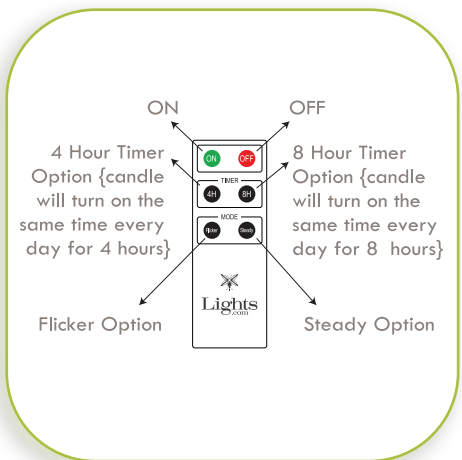 ON
OFF
4 Hour Timer
Option {candle
will turn on the
same time every
day for 4 hours}
8 Hour Timer
Option {candle
will turn on the
same time every
day for 8 hours}
ON OFF
TIMER
4H 8H
MODE
Flicker Steady
Lights
.com
Flicker Option
Steady Option